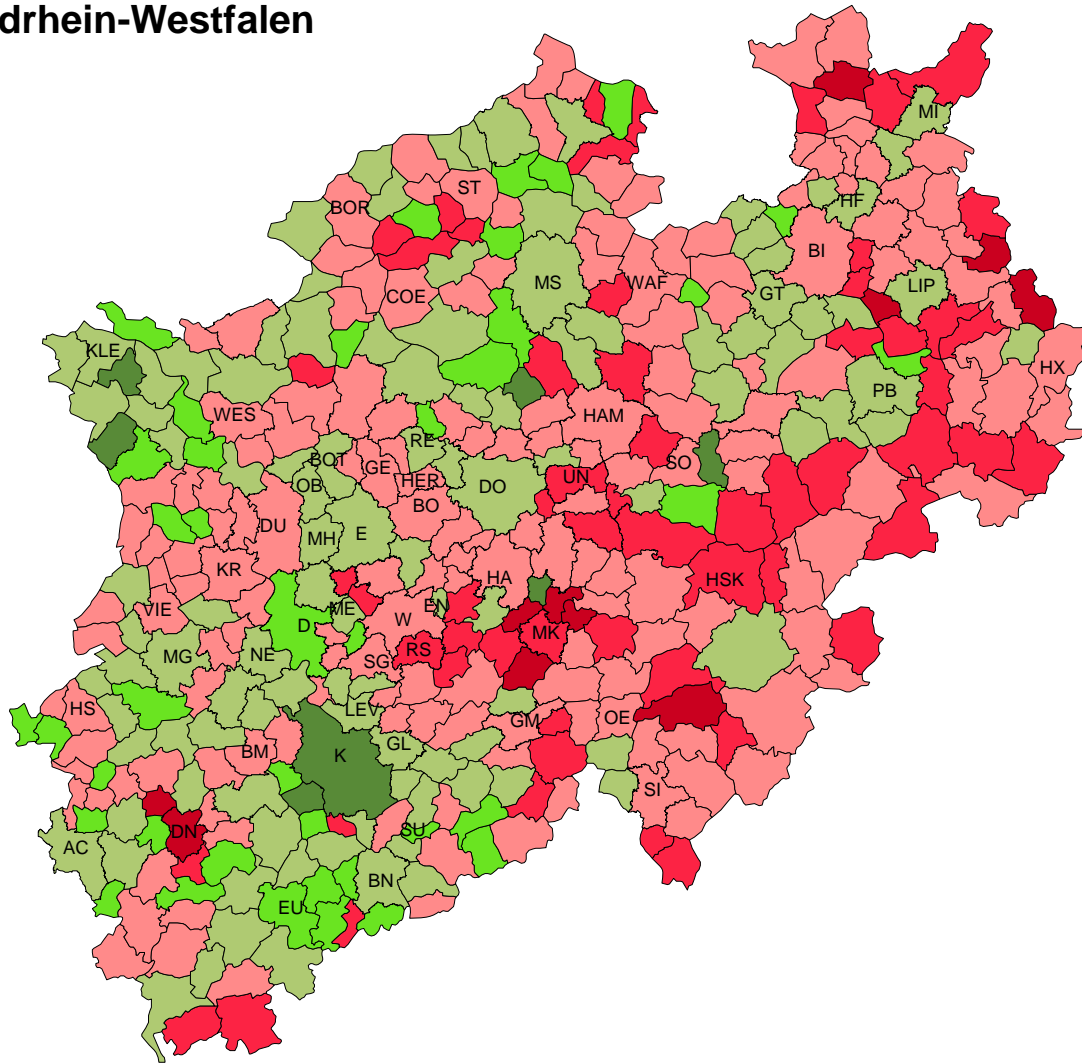 drhein-Westfalen
MI
ST
HF
BOR
BI
MS
WAF
LIP
GT
COE
KLE
HX
PB
WES
HAM
RE
BOT
GE
SO
HER
UN
OB
DO
BO
DU
E
MH
KR
HA
HSK
EN
ME
VIE
W
D
MK
RS
NE
MG
SG
HS
LEV
GM
OE
GL
BM
K
SI
SU
DN
AC
BN
EU